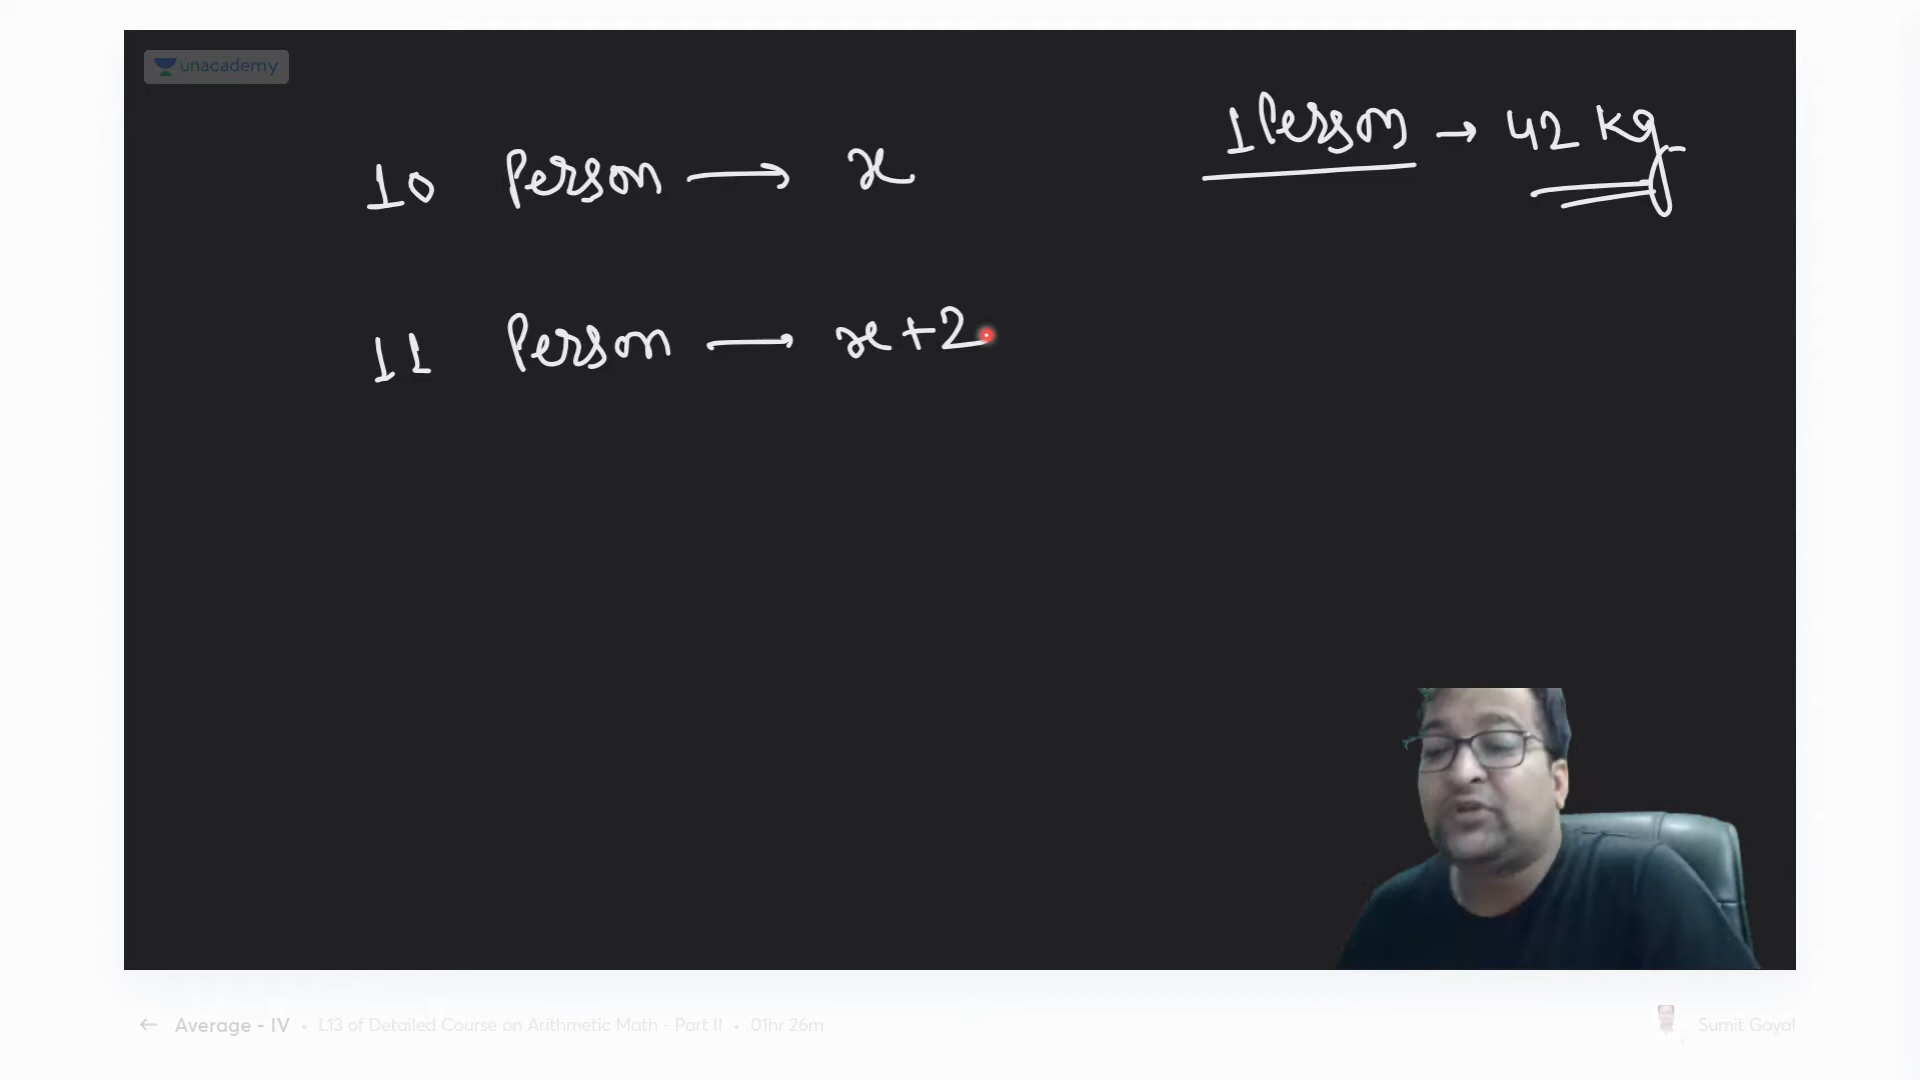 unacademy
1 Person → 42 kg
10 Person → x
11 Person → x+2
← Average - IV • L13 of Detailed Course on Arithmetic Math - Part II • 01hr 26m
Sumit Goyal